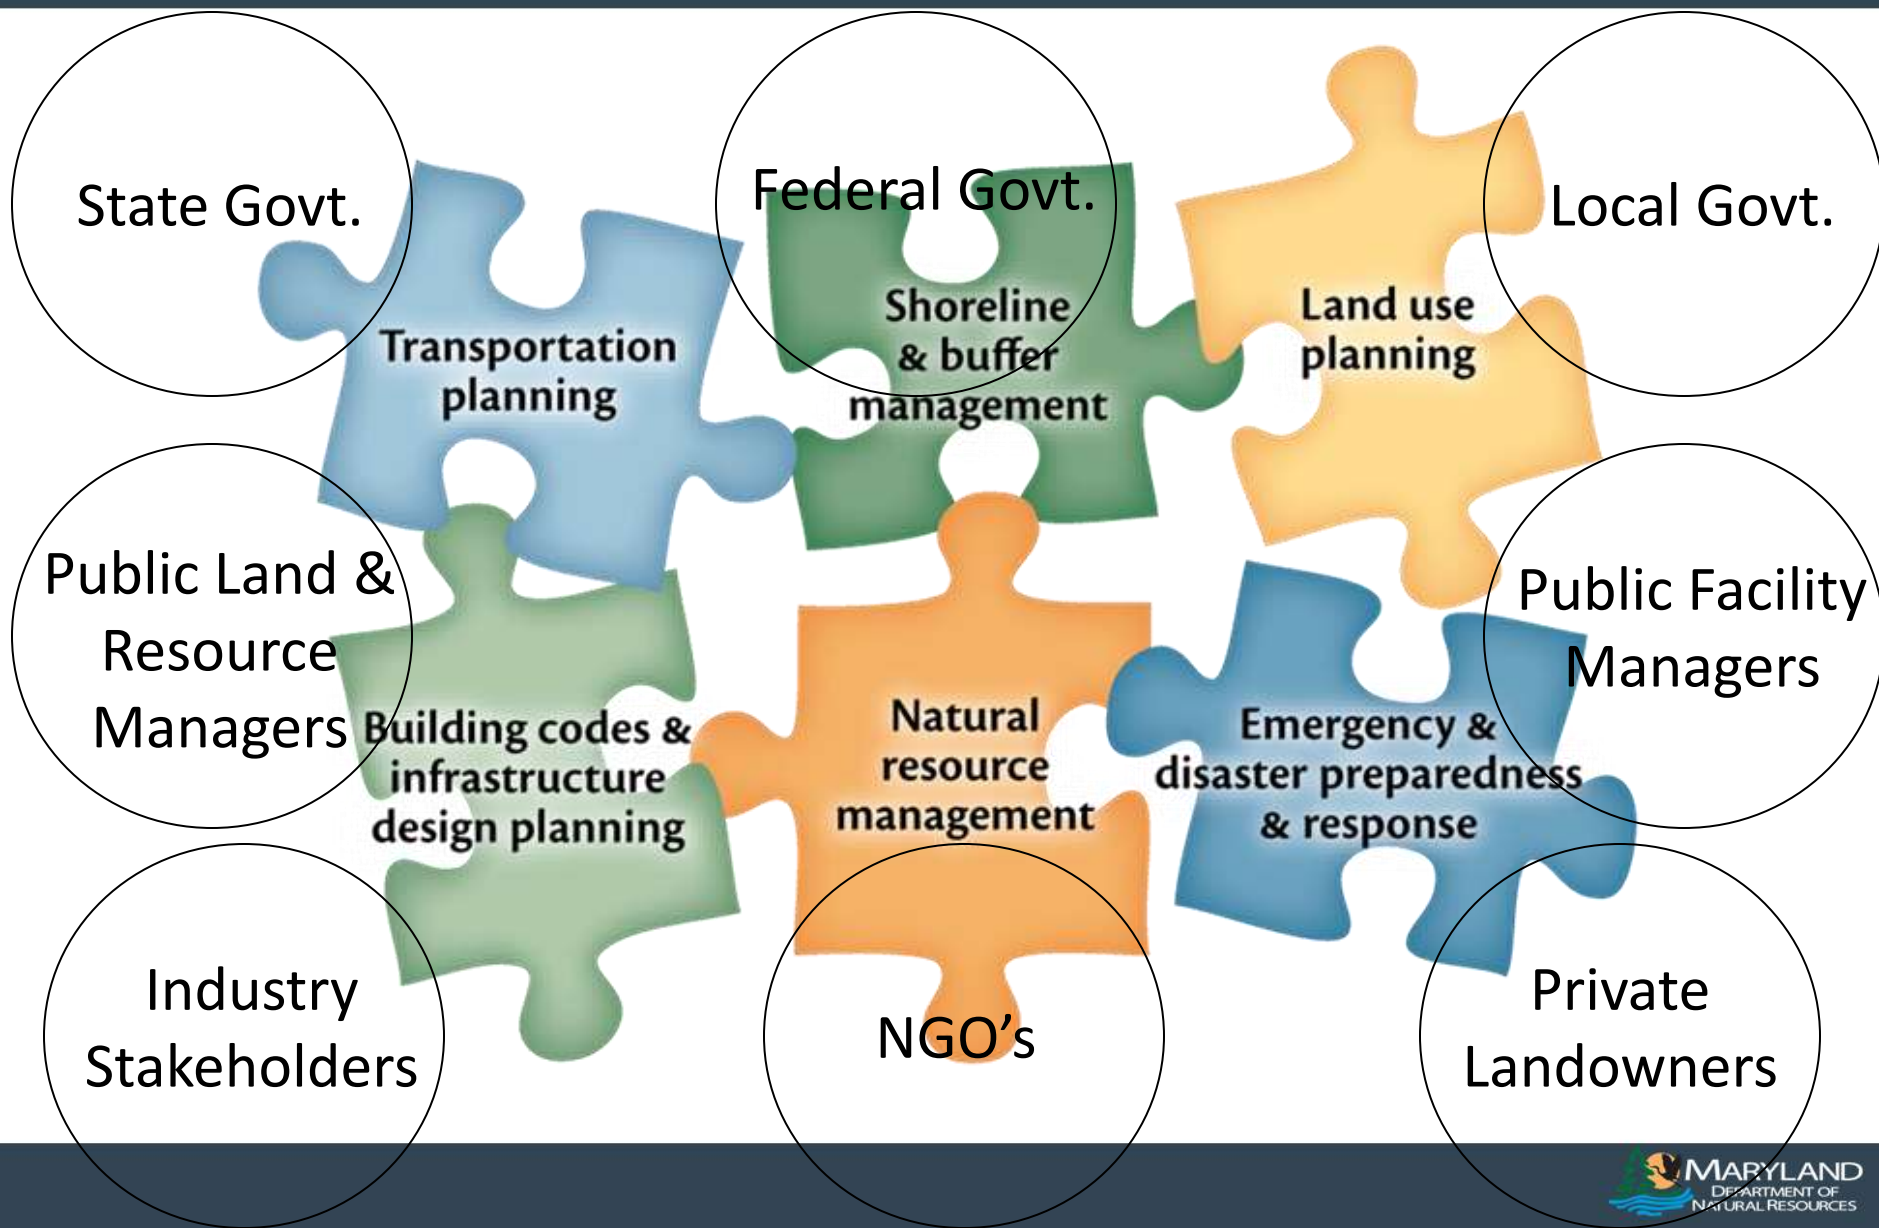 State Govt.
Federal Govt.
Local Govt.
Transportation
planning
Shoreline
& buffer
management
Land use
planning
Public Land &
Resource
Managers
Public Facility
Managers
Building codes &
infrastructure
design planning
Natural
resource
management
Emergency &
disaster preparedness
& response
Industry
Stakeholders
NGO’s
Private
Landowners
MARYLAND
DEPARTMENT OF
NATURAL RESOURCES